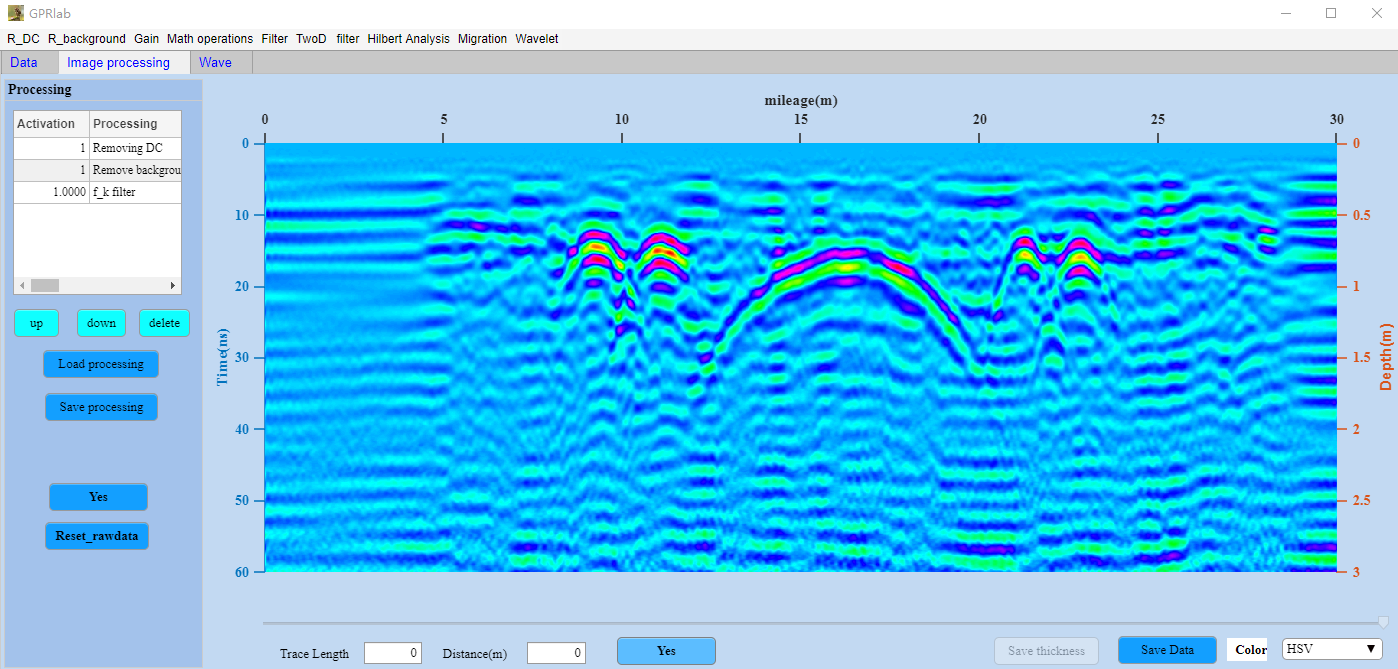 GPRlab
R_DC R_background Gain Math operations Filter TwoD filter Hilbert Analysis Migration Wavelet
Data Image processing Wave
Processing
Activation Processing
1 Removing DC
1 Remove backgrou
1.0000 f_k filter
up down delete
Load processing
Save processing
Yes
Reset_rawdata
mileage(m)
0 5 10 15 20 25 30
0 0
10 0.5
20 1
30 1.5
40 2
50 2.5
60 3
Time(ns)
Depth(m)
Trace Length 0 Distance(m) 0 Yes Save thickness Save Data Color HSV